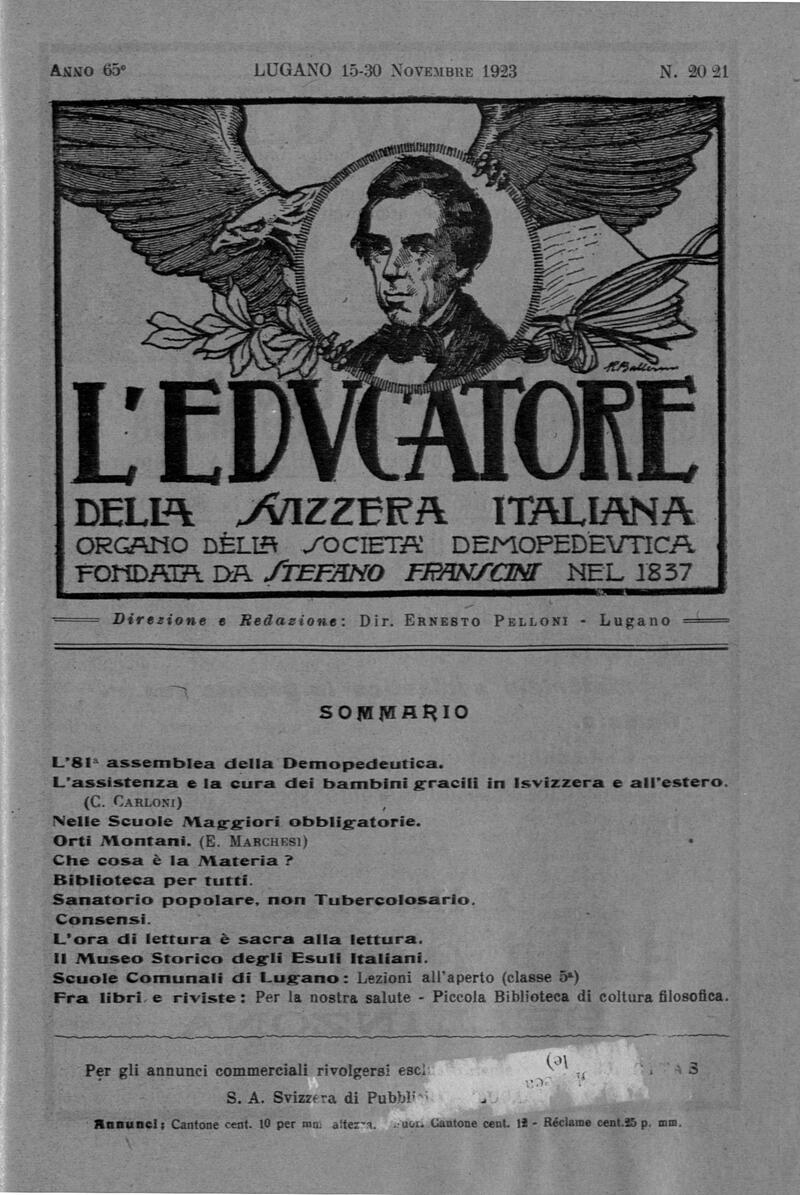 ANNO 65º
LUGANO 15-30 NOVEMBRE 1923
N. 20 21
L'EDVCATORE
DELLA SVIZZERA ITALIANA
ORGANO DELLA SOCIETA' DEMOPEDEVTICA
FONDATA DA STEFANO FRANSCINI NEL 1837
Direzione e Redazione: Dir. ERNESTO PELLONI - Lugano
SOMMARIO
L'81ª assemblea della Demopedeutica.
L'assistenza e la cura dei bambini gracili in Isvizzera e all'estero.
(C. CARLONI)
Nelle Scuole Maggiori obbligatorie.
Orti Montani. (E. MARCHESI)
Che cosa è la Materia ?
Biblioteca per tutti.
Sanatorio popolare, non Tubercolosario.
Consensi.
L'ora di lettura è sacra alla lettura.
Il Museo Storico degli Esuli Italiani.
Scuole Comunali di Lugano: Lezioni all'aperto (classe 5ª)
Fra libri e riviste: Per la nostra salute - Piccola Biblioteca di coltura filosofica.
Per gli annunci commerciali rivolgersi
S. A. Svizzera di
Annunci: Cantone cent. 10 per mm altezza. Fuori Cantone cent. 12 - Réclame cent.25 p. mm.